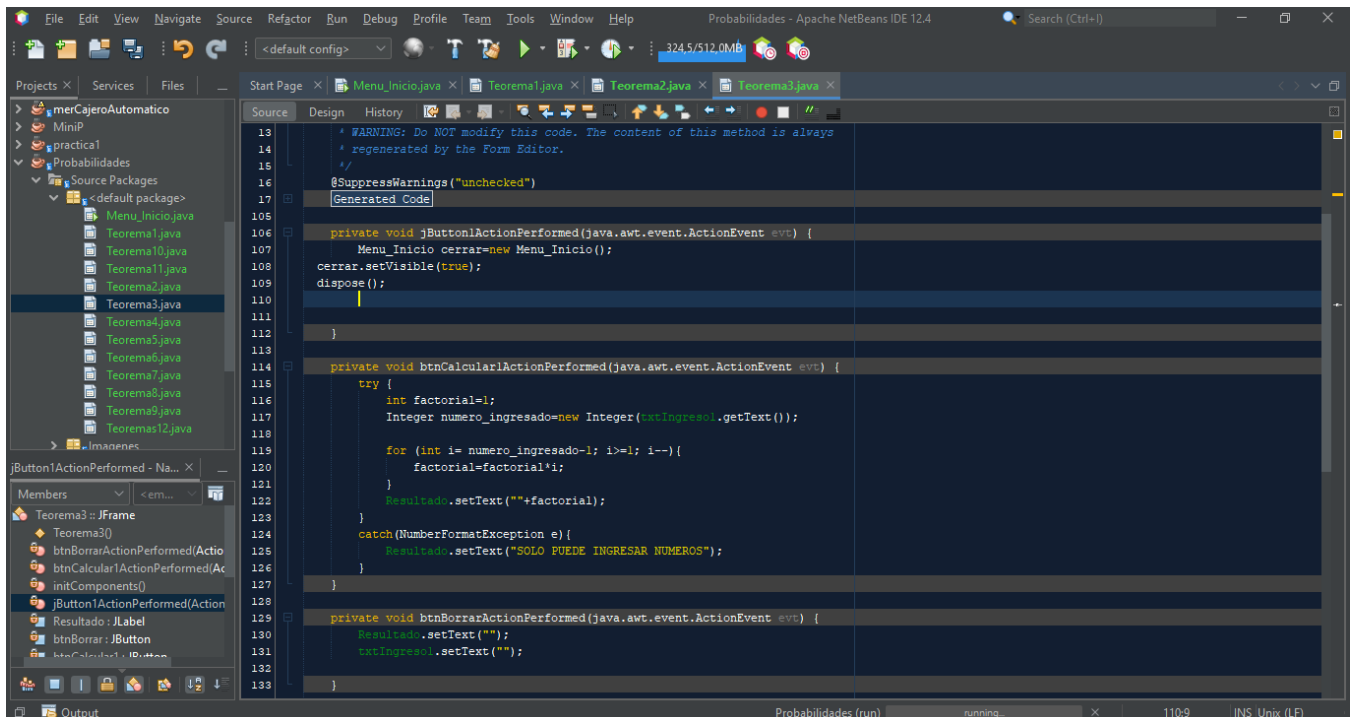 File Edit View Navigate Source Refactor Run Debug Profile Team Tools Window Help Probabilidades - Apache NetBeans IDE 12.4 Search (Ctrl+I)
<default config> 324,5/512,0MB
Projects Services Files
Start Page Menu_Inicio.java Teorema1.java Teorema2.java Teorema3.java
merCajeroAutomatico
MiniP
practica1
Probabilidades
Source Packages
<default package>
Menu_Inicio.java
Teorema1.java
Teorema10.java
Teorema11.java
Teorema2.java
Teorema3.java
Teorema4.java
Teorema5.java
Teorema6.java
Teorema7.java
Teorema8.java
Teorema9.java
Teoremas12.java
Imagenes
jButton1ActionPerformed - Na...
Members <em...
Teorema3 :: JFrame
Teorema3()
btnBorrarActionPerformed(Actio
btnCalcular1ActionPerformed(Ac
initComponents()
jButton1ActionPerformed(Action
Resultado : JLabel
btnBorrar : JButton
btnCalcular1 : JButton
Source Design History
13 * WARNING: Do NOT modify this code. The content of this method is always
14 * regenerated by the Form Editor.
15 */
16 @SuppressWarnings("unchecked")
17 Generated Code
105
106 private void jButton1ActionPerformed(java.awt.event.ActionEvent evt) {
107 Menu_Inicio cerrar=new Menu_Inicio();
108 cerrar.setVisible(true);
109 dispose();
110
111
112 }
113
114 private void btnCalcular1ActionPerformed(java.awt.event.ActionEvent evt) {
115 try {
116 int factorial=1;
117 Integer numero_ingresado=new Integer(txtIngreso1.getText());
118
119 for (int i= numero_ingresado-1; i>=1; i--){
120 factorial=factorial*i;
121 }
122 Resultado.setText(""+factorial);
123 }
124 catch(NumberFormatException e){
125 Resultado.setText("SOLO PUEDE INGRESAR NUMEROS");
126 }
127 }
128
129 private void btnBorrarActionPerformed(java.awt.event.ActionEvent evt) {
130 Resultado.setText("");
131 txtIngreso1.setText("");
132
133 }
Output Probabilidades (run) running... 110:9 INS Unix (LF)